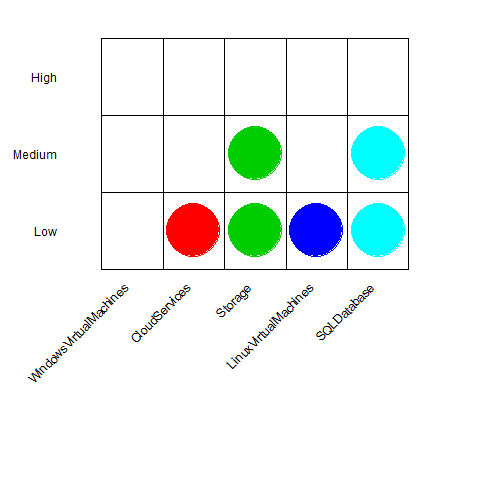 High
Medium
Low
WindowsVirtualMachines
CloudServices
Storage
LinuxVirtualMachines
SQLDatabase